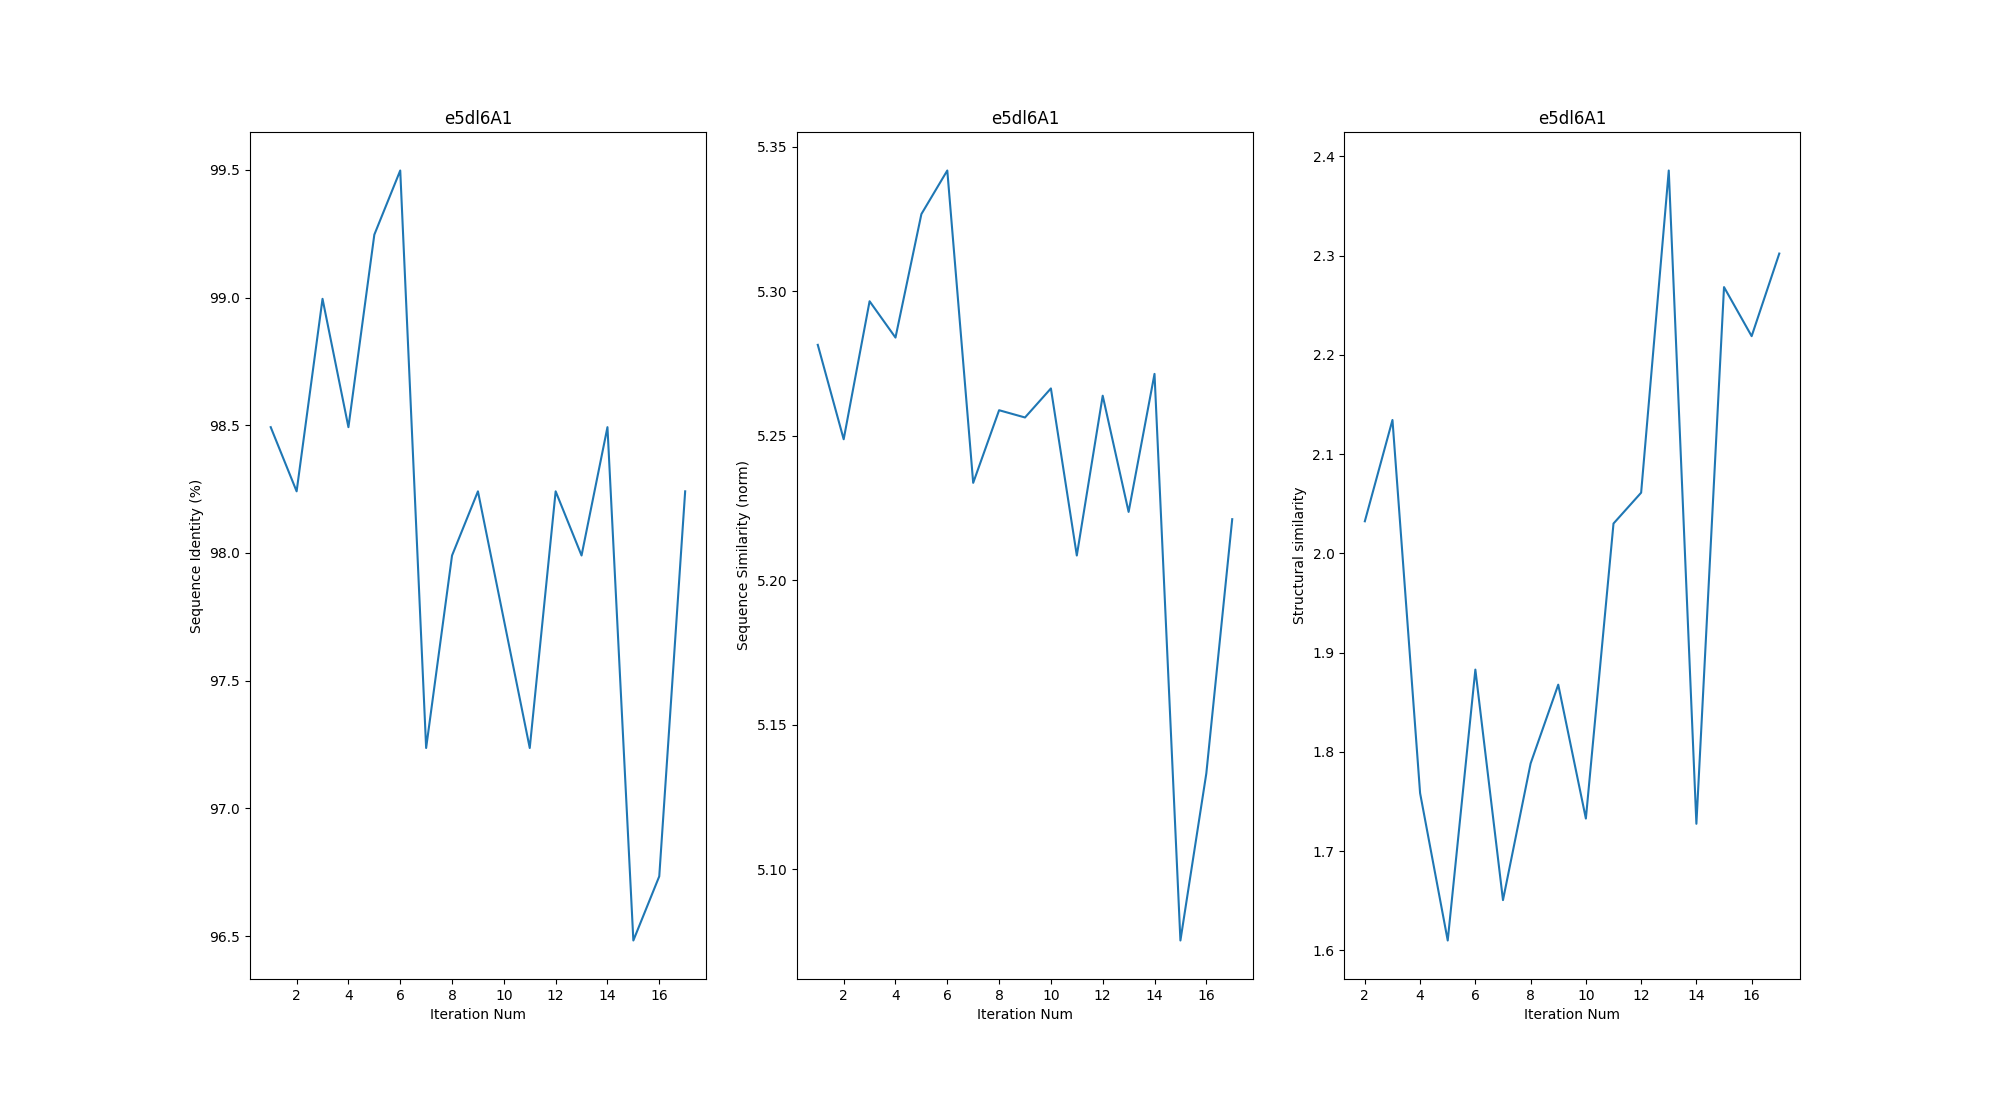 e5dl6A1
99.5
99.0
98.5
98.0
97.5
97.0
96.5
Sequence Identity (%)
2 4 6 8 10 12 14 16
Iteration Num
e5dl6A1
5.35
5.30
5.25
5.20
5.15
5.10
Sequence Similarity (norm)
2 4 6 8 10 12 14 16
Iteration Num
e5dl6A1
2.4
2.3
2.2
2.1
2.0
1.9
1.8
1.7
1.6
Structural similarity
2 4 6 8 10 12 14 16
Iteration Num